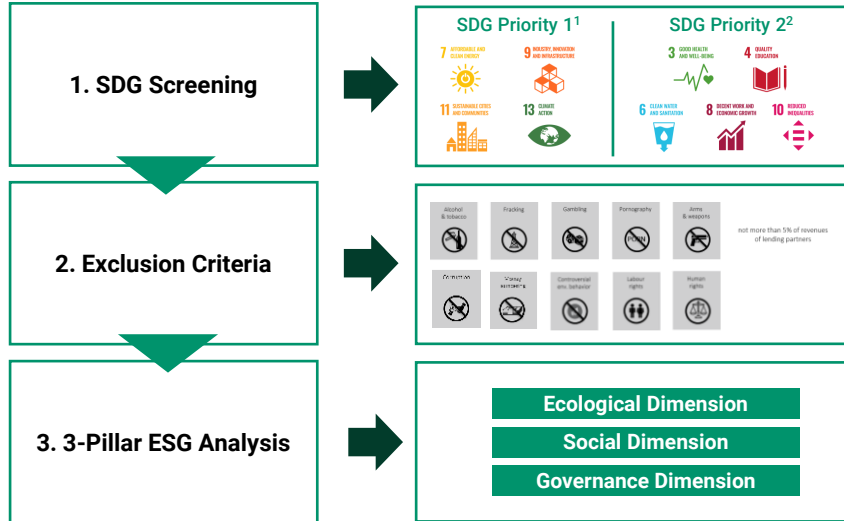 1. SDG Screening
SDG Priority 1¹
SDG Priority 2²
7 AFFORDABLE AND
CLEAN ENERGY
9 INDUSTRY, INNOVATION
AND INFRASTRUCTURE
11 SUSTAINABLE CITIES
AND COMMUNITIES
13 CLIMATE
ACTION
3 GOOD HEALTH
AND WELL-BEING
4 QUALITY
EDUCATION
6 CLEAN WATER
AND SANITATION
8 DECENT WORK AND
ECONOMIC GROWTH
10 REDUCED
INEQUALITIES
2. Exclusion Criteria
Alcohol
& tobacco
Fracking
Gambling
Pornography
PORN
Arms
& weapons
not more than 5% of revenues
of lending partners
Corruption
Money
laundering
Controversial
env. behavior
Labour
rights
Human
rights
3. 3-Pillar ESG Analysis
Ecological Dimension
Social Dimension
Governance Dimension